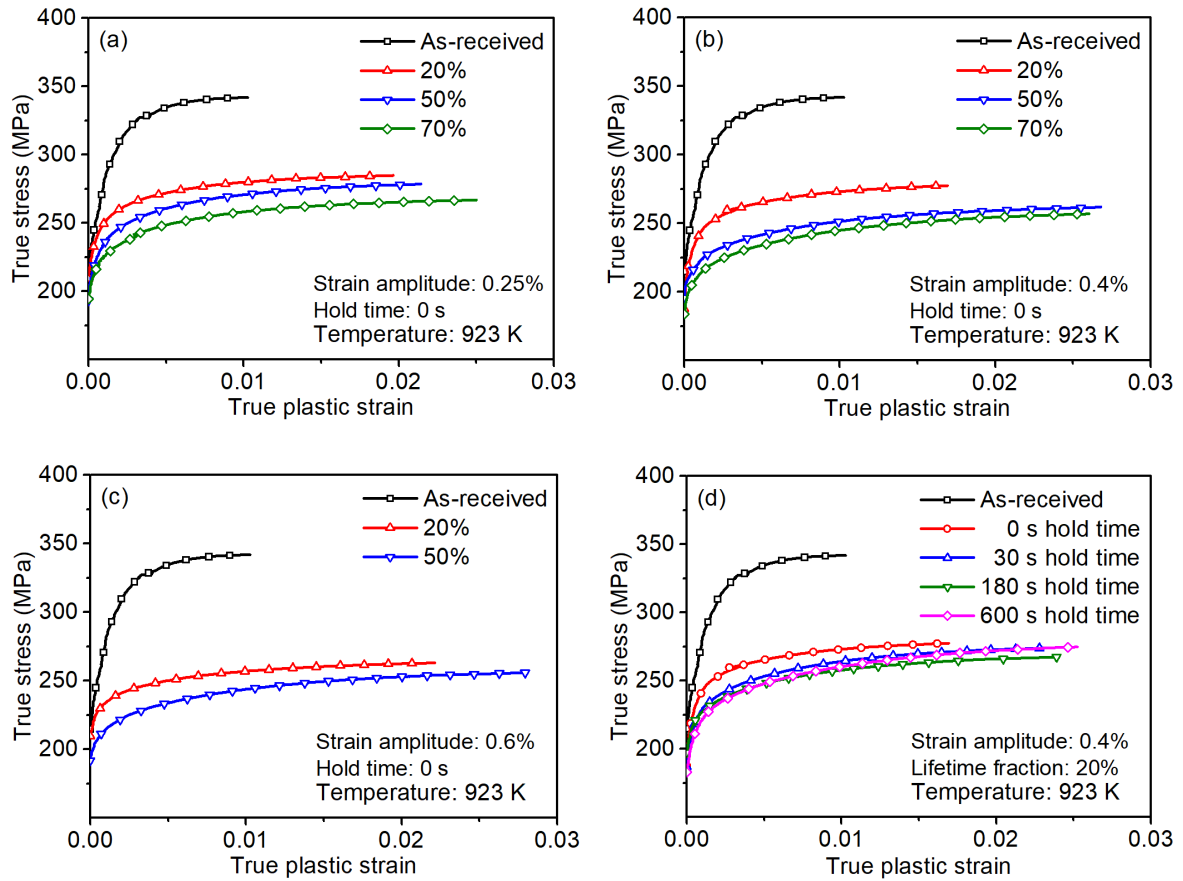 (a)
As-received
20%
50%
70%
Strain amplitude: 0.25%
Hold time: 0 s
Temperature: 923 K
400
350
300
250
200
0.00
0.01
0.02
0.03
True stress (MPa)
True plastic strain
(b)
As-received
20%
50%
70%
Strain amplitude: 0.4%
Hold time: 0 s
Temperature: 923 K
400
350
300
250
200
0.00
0.01
0.02
0.03
True stress (MPa)
True plastic strain
(c)
As-received
20%
50%
Strain amplitude: 0.6%
Hold time: 0 s
Temperature: 923 K
400
350
300
250
200
0.00
0.01
0.02
0.03
True stress (MPa)
True plastic strain
(d)
As-received
0 s hold time
30 s hold time
180 s hold time
600 s hold time
Strain amplitude: 0.4%
Lifetime fraction: 20%
Temperature: 923 K
400
350
300
250
200
0.00
0.01
0.02
0.03
True stress (MPa)
True plastic strain